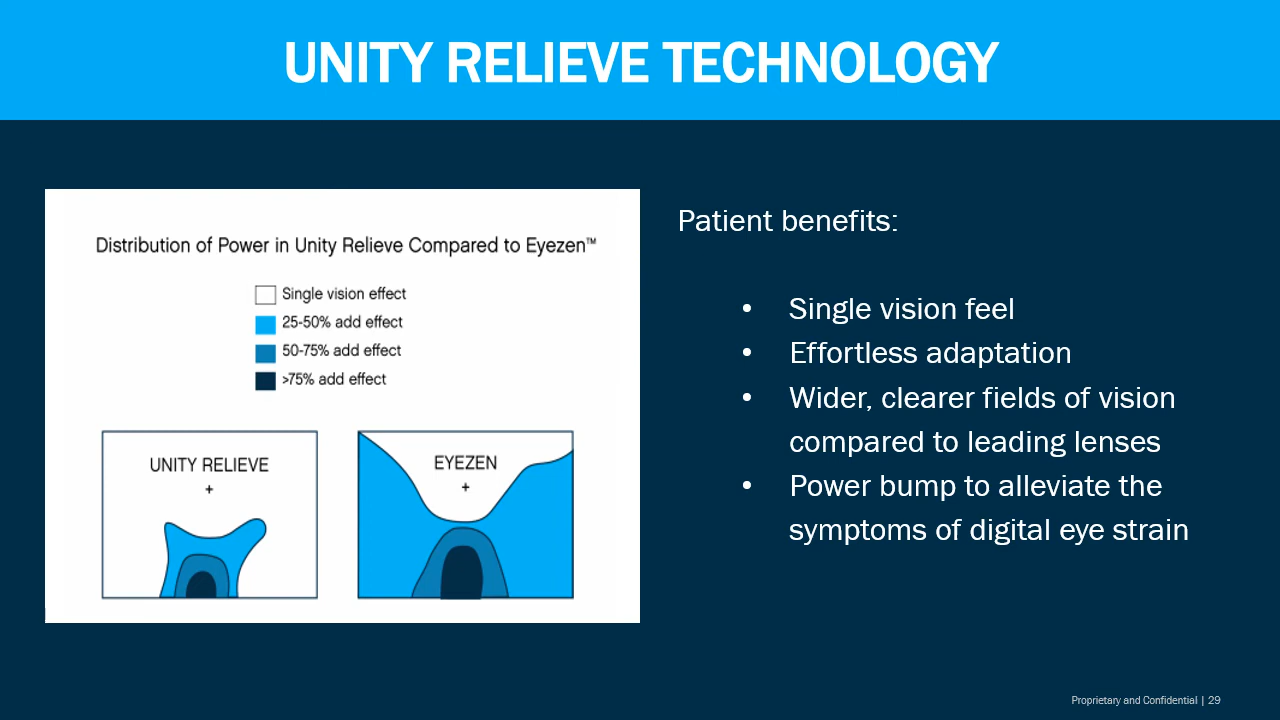 UNITY RELIEVE TECHNOLOGY
Distribution of Power in Unity Relieve Compared to Eyezen™
Single vision effect
25-50% add effect
50-75% add effect
>75% add effect
UNITY RELIEVE
+
EYEZEN
+
Patient benefits:
• Single vision feel
• Effortless adaptation
• Wider, clearer fields of vision
compared to leading lenses
• Power bump to alleviate the
symptoms of digital eye strain
Proprietary and Confidential | 29